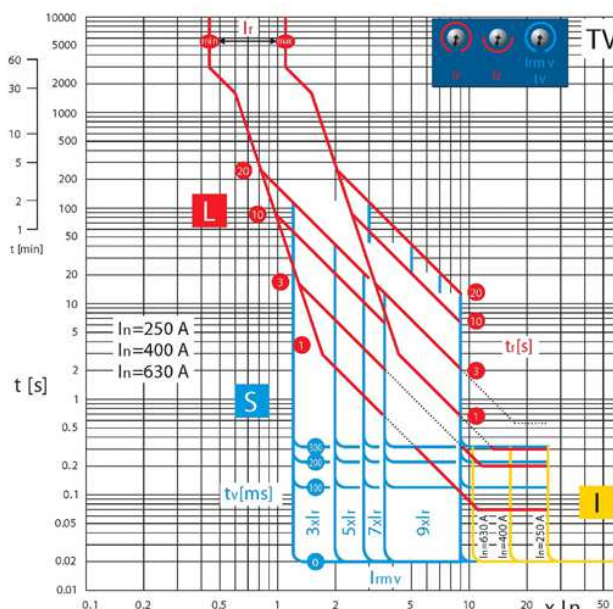 10000
5000
2000
1000
500
200
100
50
20
10
5
2
1
0.5
0.2
0.1
0.05
0.02
0.01
60
30
10
5
2
1
t [min]
t [s]
Ir
min
max
Ir
tr
Irm v
tv
TV
L
20
10
3
1
20
10
3
1
tr[s]
In=250 A
In=400 A
In=630 A
S
tv[ms]
300
200
100
0
3xIr
5xIr
7xIr
9xIr
Irm v
In=630 A
In=400 A
In=250 A
I
0.1
0.2
0.5
1
2
5
10
20
50
x In